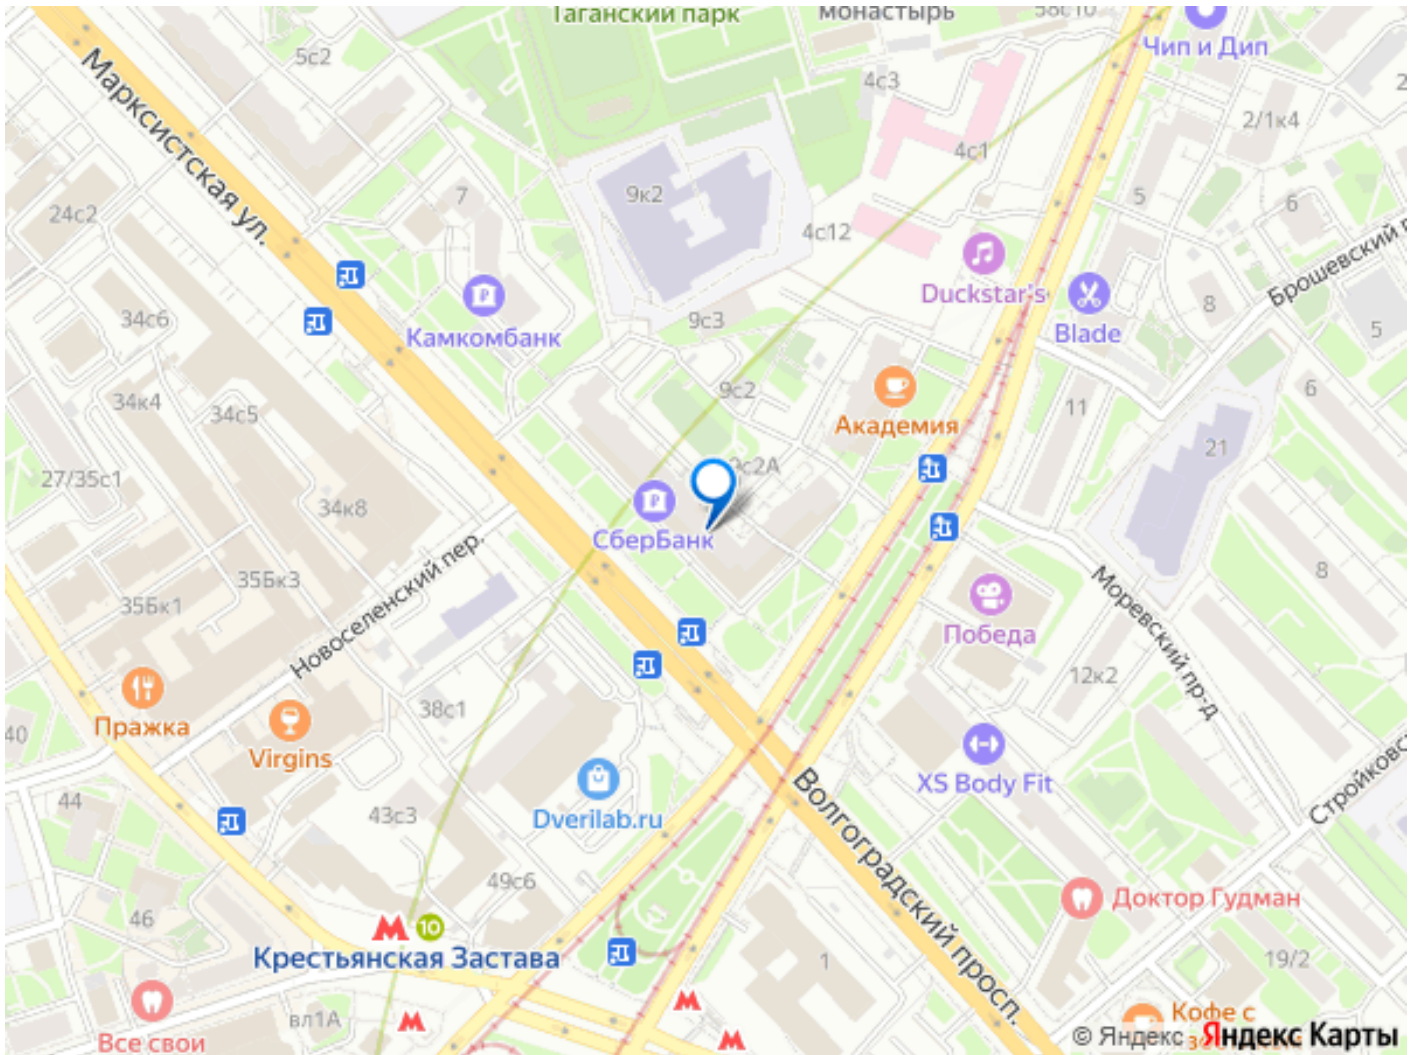 Таганский парк
монастырь
58с10
Чип и Дип
5с2
4с3
2/1к4
Марксистская ул.
4с1
7
9к2
5
6
24с2
4с12
Брошевский п
Duckstar's
8
Blade
34с6
Камкомбанк
9с3
5
34к4
34с5
9с2
Академия
11
6
21
27/35с1
9с2А
34к8
СберБанк
Новоселенский пер.
35Бк3
35Бк1
8
Моревский пр-д
Победа
12к2
Пражка
38с1
40
Virgins
XS Body Fit
Волгоградский просп.
Стройковс
44
43с3
Dverilab.ru
49с6
Доктор Гудман
46
10
Крестьянская Застава
1
19/2
вл1А
Кофе с
Все свои
© Яндекс Яндекс Карты